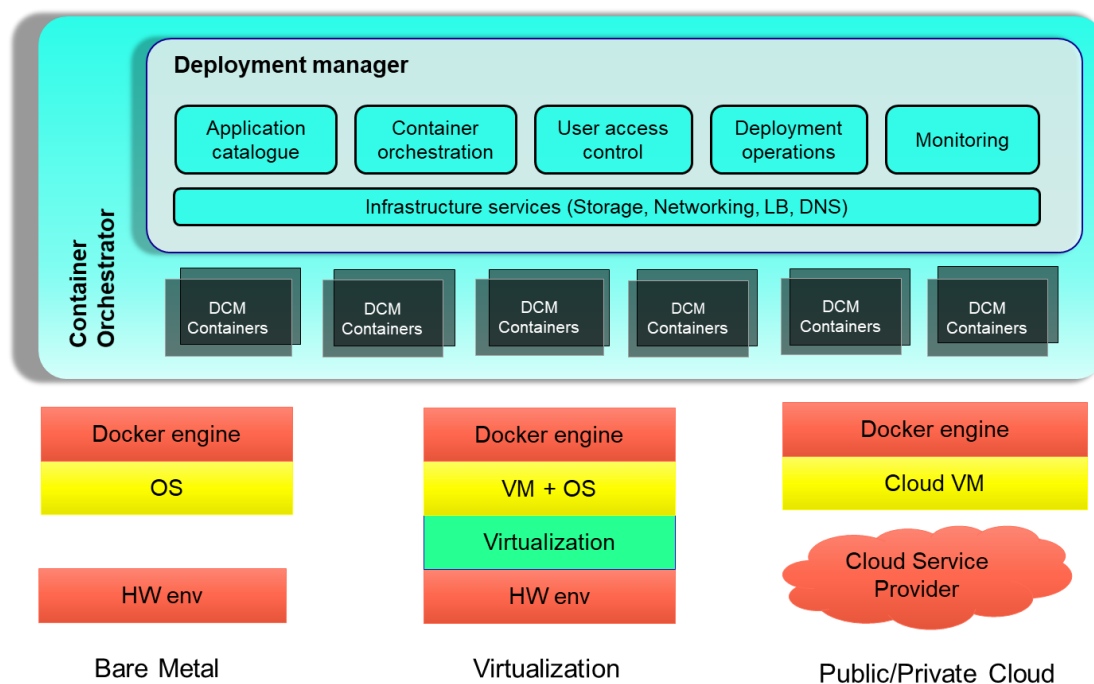 Deployment manager
Application
catalogue
Container
orchestration
User access
control
Deployment
operations
Monitoring
Infrastructure services (Storage, Networking, LB, DNS)
Container
Orchestrator
DCM
Containers
DCM
Containers
DCM
Containers
DCM
Containers
DCM
Containers
DCM
Containers
Docker engine
OS
HW env
Bare Metal
Docker engine
VM + OS
Virtualization
HW env
Virtualization
Docker engine
Cloud VM
Cloud Service
Provider
Public/Private Cloud